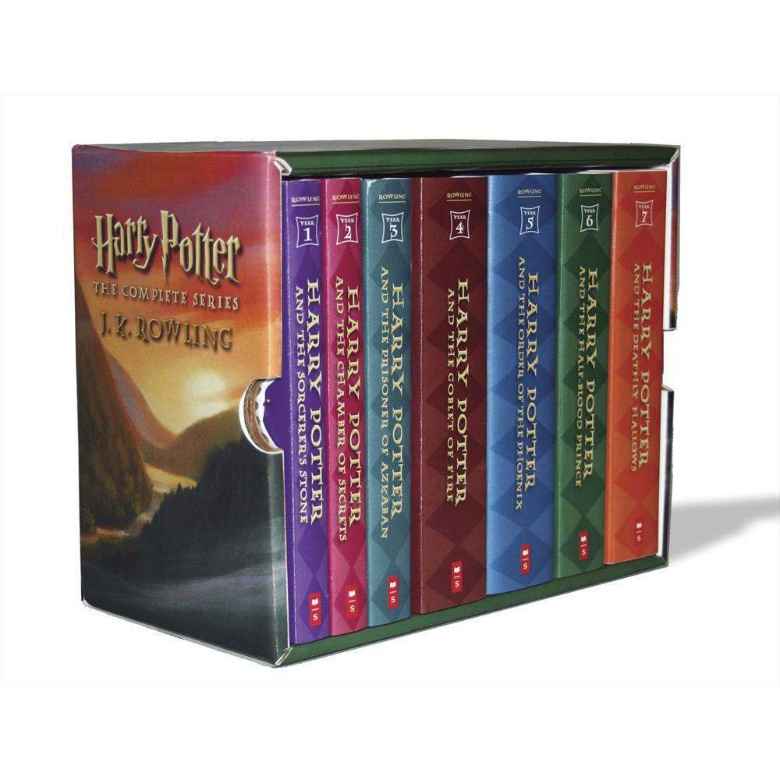 Harry Potter
THE COMPLETE SERIES
J. K. ROWLING
ROWLING
YEAR
1
HARRY POTTER
AND THE SORCERER'S STONE
S
ROWLING
YEAR
2
HARRY POTTER
AND THE CHAMBER OF SECRETS
S
ROWLING
YEAR
3
HARRY POTTER
AND THE PRISONER OF AZKABAN
S
ROWLING
YEAR
4
HARRY POTTER
AND THE GOBLET OF FIRE
S
ROWLING
YEAR
5
HARRY POTTER
AND THE ORDER OF THE PHOENIX
S
ROWLING
YEAR
6
HARRY POTTER
AND THE HALF-BLOOD PRINCE
S
ROWLING
YEAR
7
HARRY POTTER
AND THE DEATHLY HALLOWS
S